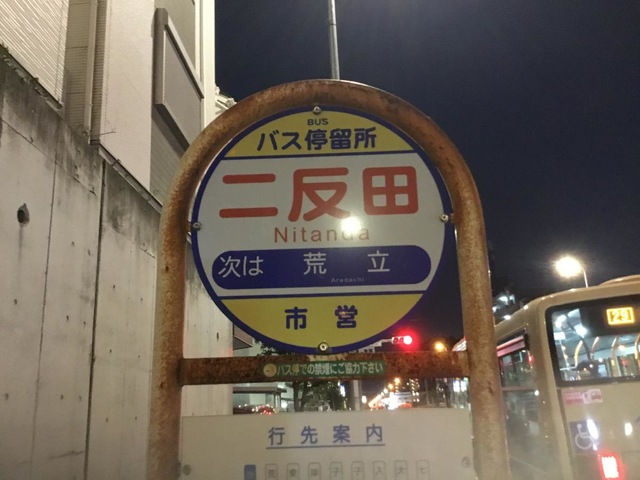 BUS
バス停留所
二反田
Nitanda
次は 荒立
Aradachi
市営
バス停での禁煙にご協力下さい
行先案内